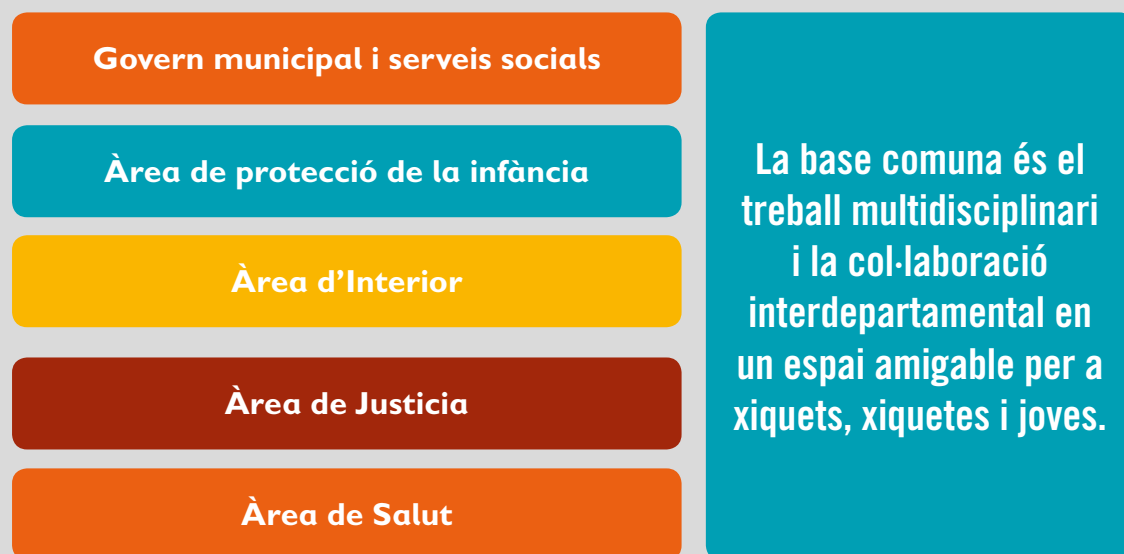 Govern municipal i serveis socials
Àrea de protecció de la infància
Àrea d’Interior
Àrea de Justicia
Àrea de Salut
La base comuna és el
treball multidisciplinari
i la col·laboració
interdepartamental en
un espai amigable per a
xiquets, xiquetes i joves.